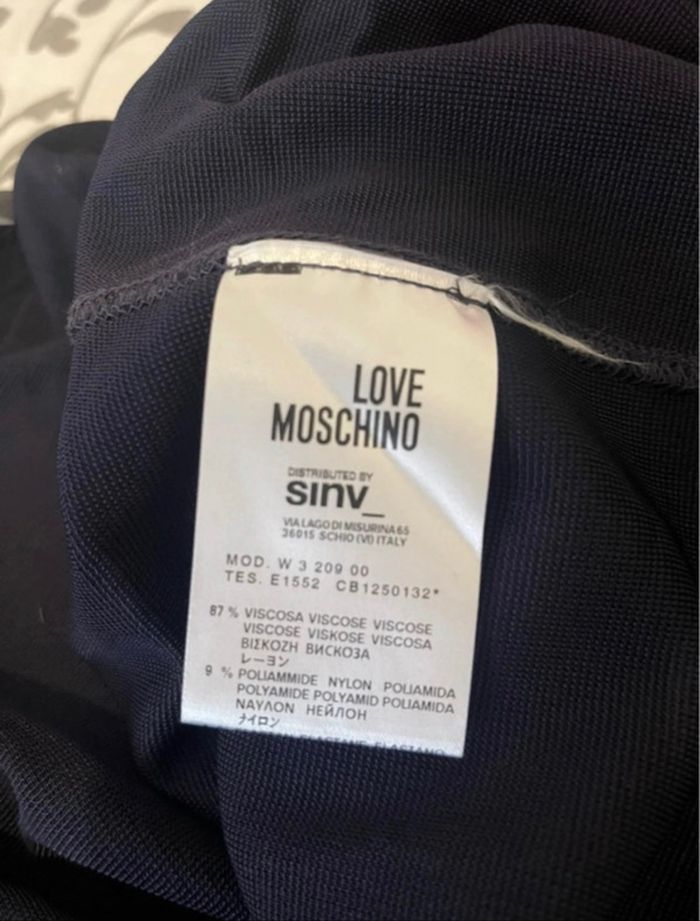 LOVE
MOSCHINO
DISTRIBUTED BY
sinv_
VIA LAGO DI MISURINA 65
36015 SCHIO (VI) ITALY
MOD. W 3 209 00
TES. E1552 CB1250132*
87 % VISCOSA VISCOSE VISCOSE
VISCOSE VISKOSE VISCOSA
ΒΙΣΚΟΖΗ ВИСКОЗА
レーヨン
9 % POLIAMMIDE NYLON POLIAMIDA
POLYAMIDE POLYAMID POLIAMIDA
ΝΑΥΛΟΝ НЕЙЛОН
ナイロン
ELASTANE ELASTANO